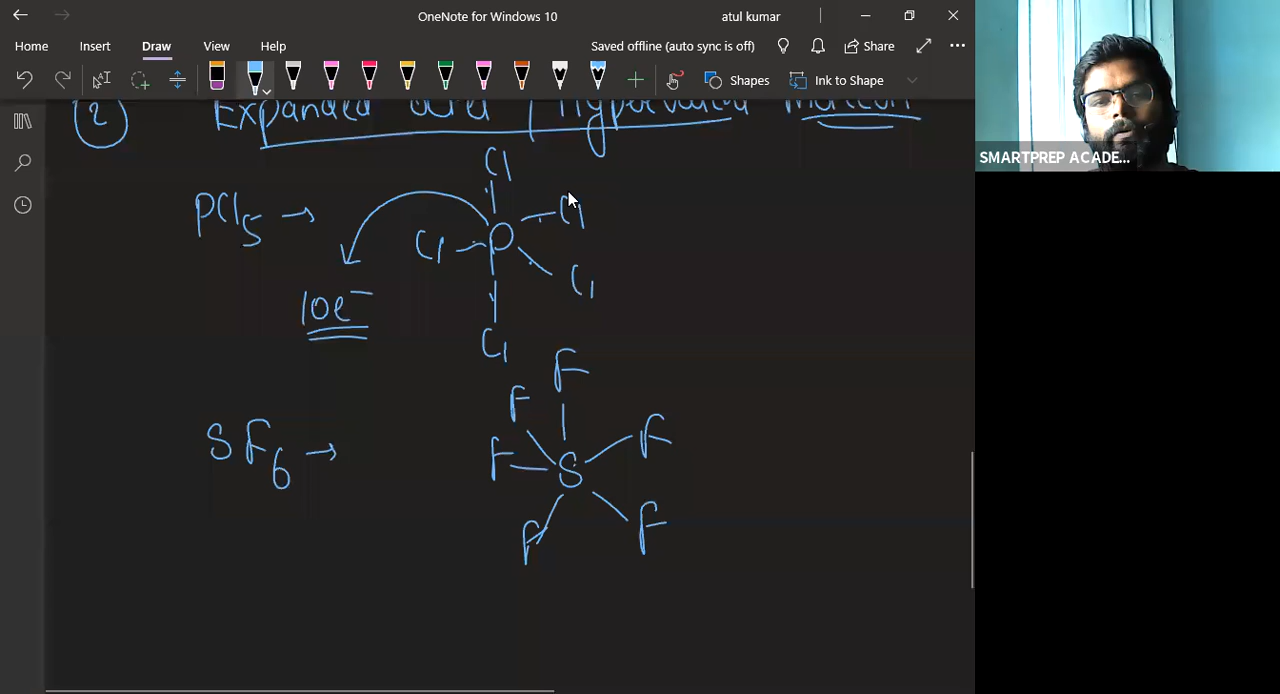 OneNote for Windows 10
atul kumar
Home Insert Draw View Help
Saved offline (auto sync is off)
Share
Shapes
Ink to Shape
SMARTPREP ACADE...
(2) Expanded
Cl
PCl5 → Cl P Cl
Cl
10e⁻
Cl
F
F
SF6 → F S F
F F